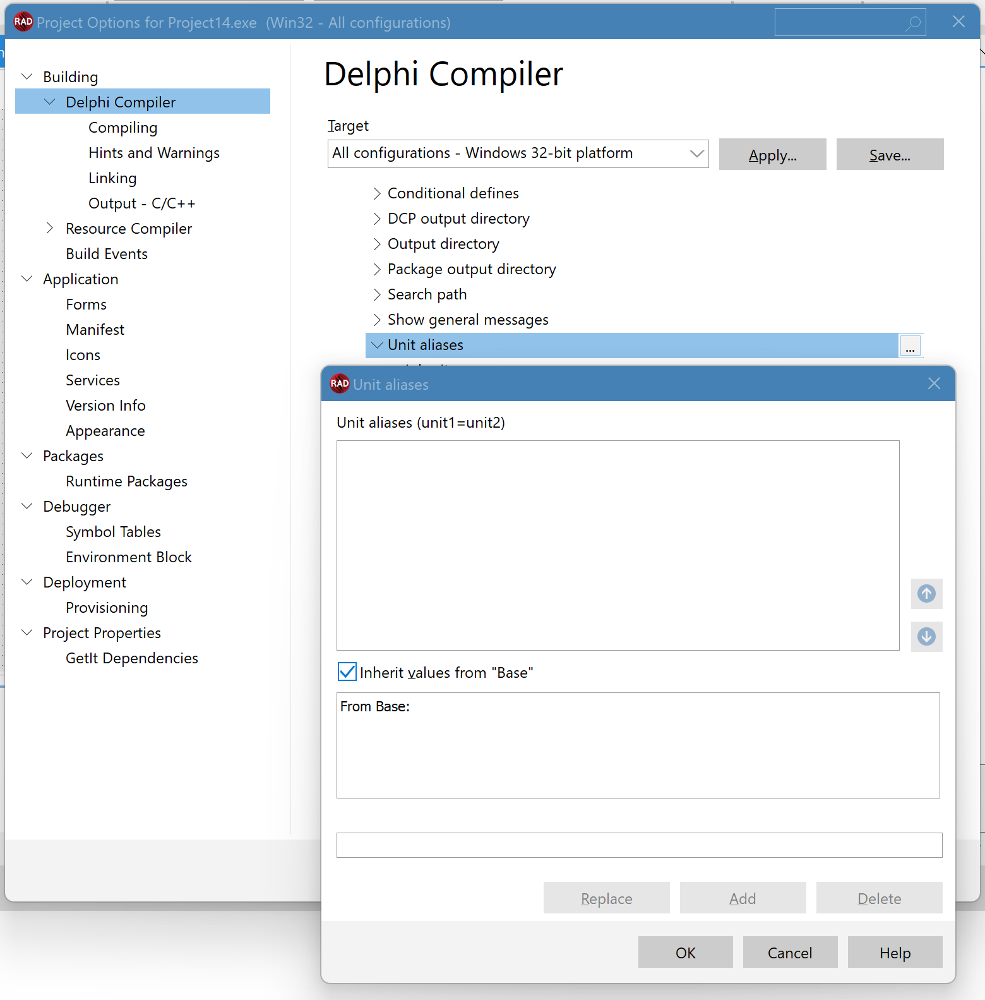 RAD Project Options for Project14.exe (Win32 - All configurations)
Building
Delphi Compiler
Compiling
Hints and Warnings
Linking
Output - C/C++
Resource Compiler
Build Events
Application
Forms
Manifest
Icons
Services
Version Info
Appearance
Packages
Runtime Packages
Debugger
Symbol Tables
Environment Block
Deployment
Provisioning
Project Properties
GetIt Dependencies
Delphi Compiler
Target
All configurations - Windows 32-bit platform
Apply... Save...
Conditional defines
DCP output directory
Output directory
Package output directory
Search path
Show general messages
Unit aliases ...
RAD Unit aliases
Unit aliases (unit1=unit2)
Inherit values from "Base"
From Base:
Replace Add Delete
OK Cancel Help